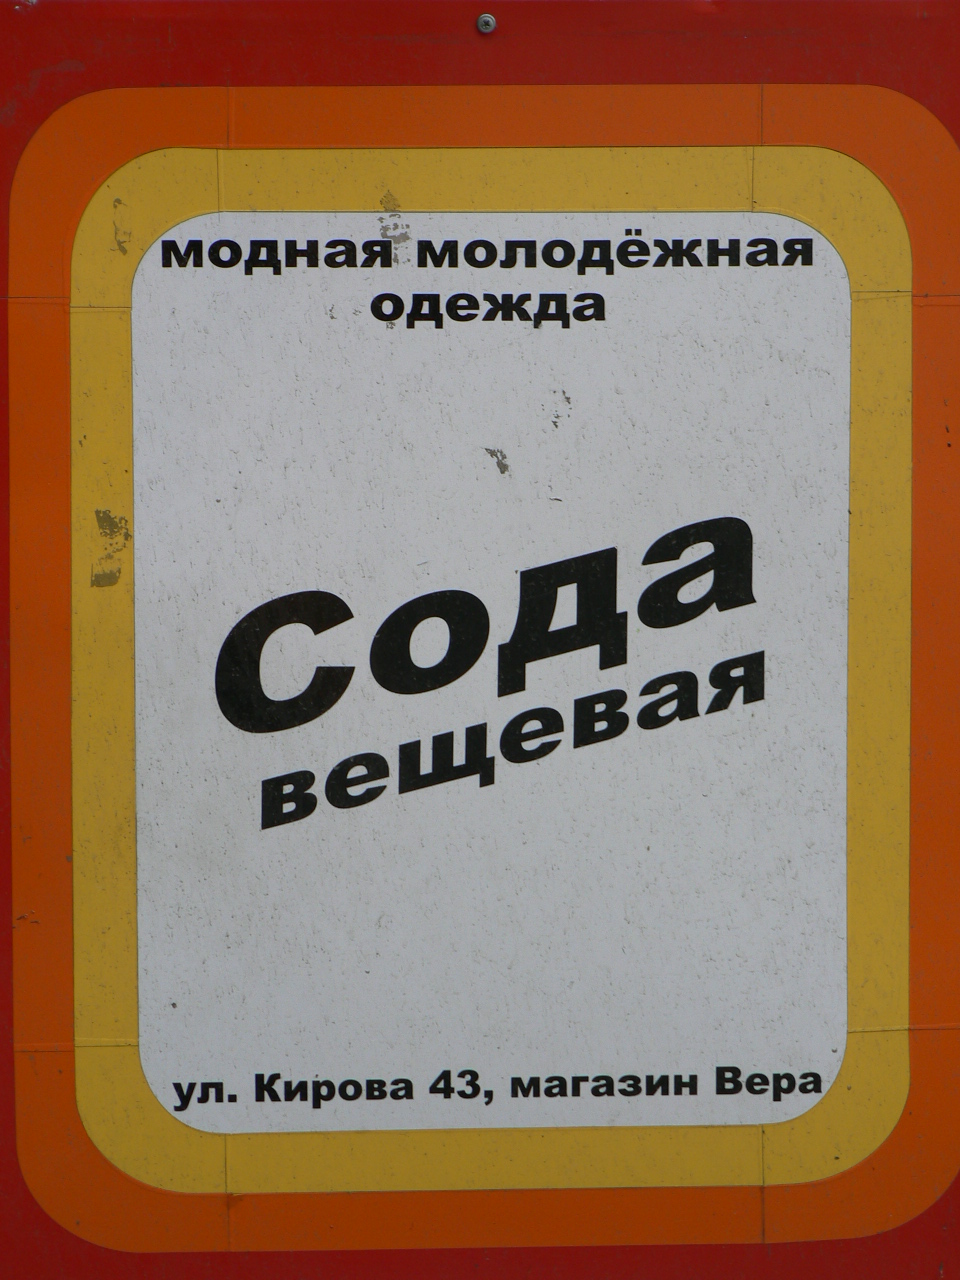 модная молодёжная
одежда
Сода
вещевая
ул. Кирова 43, магазин Вера